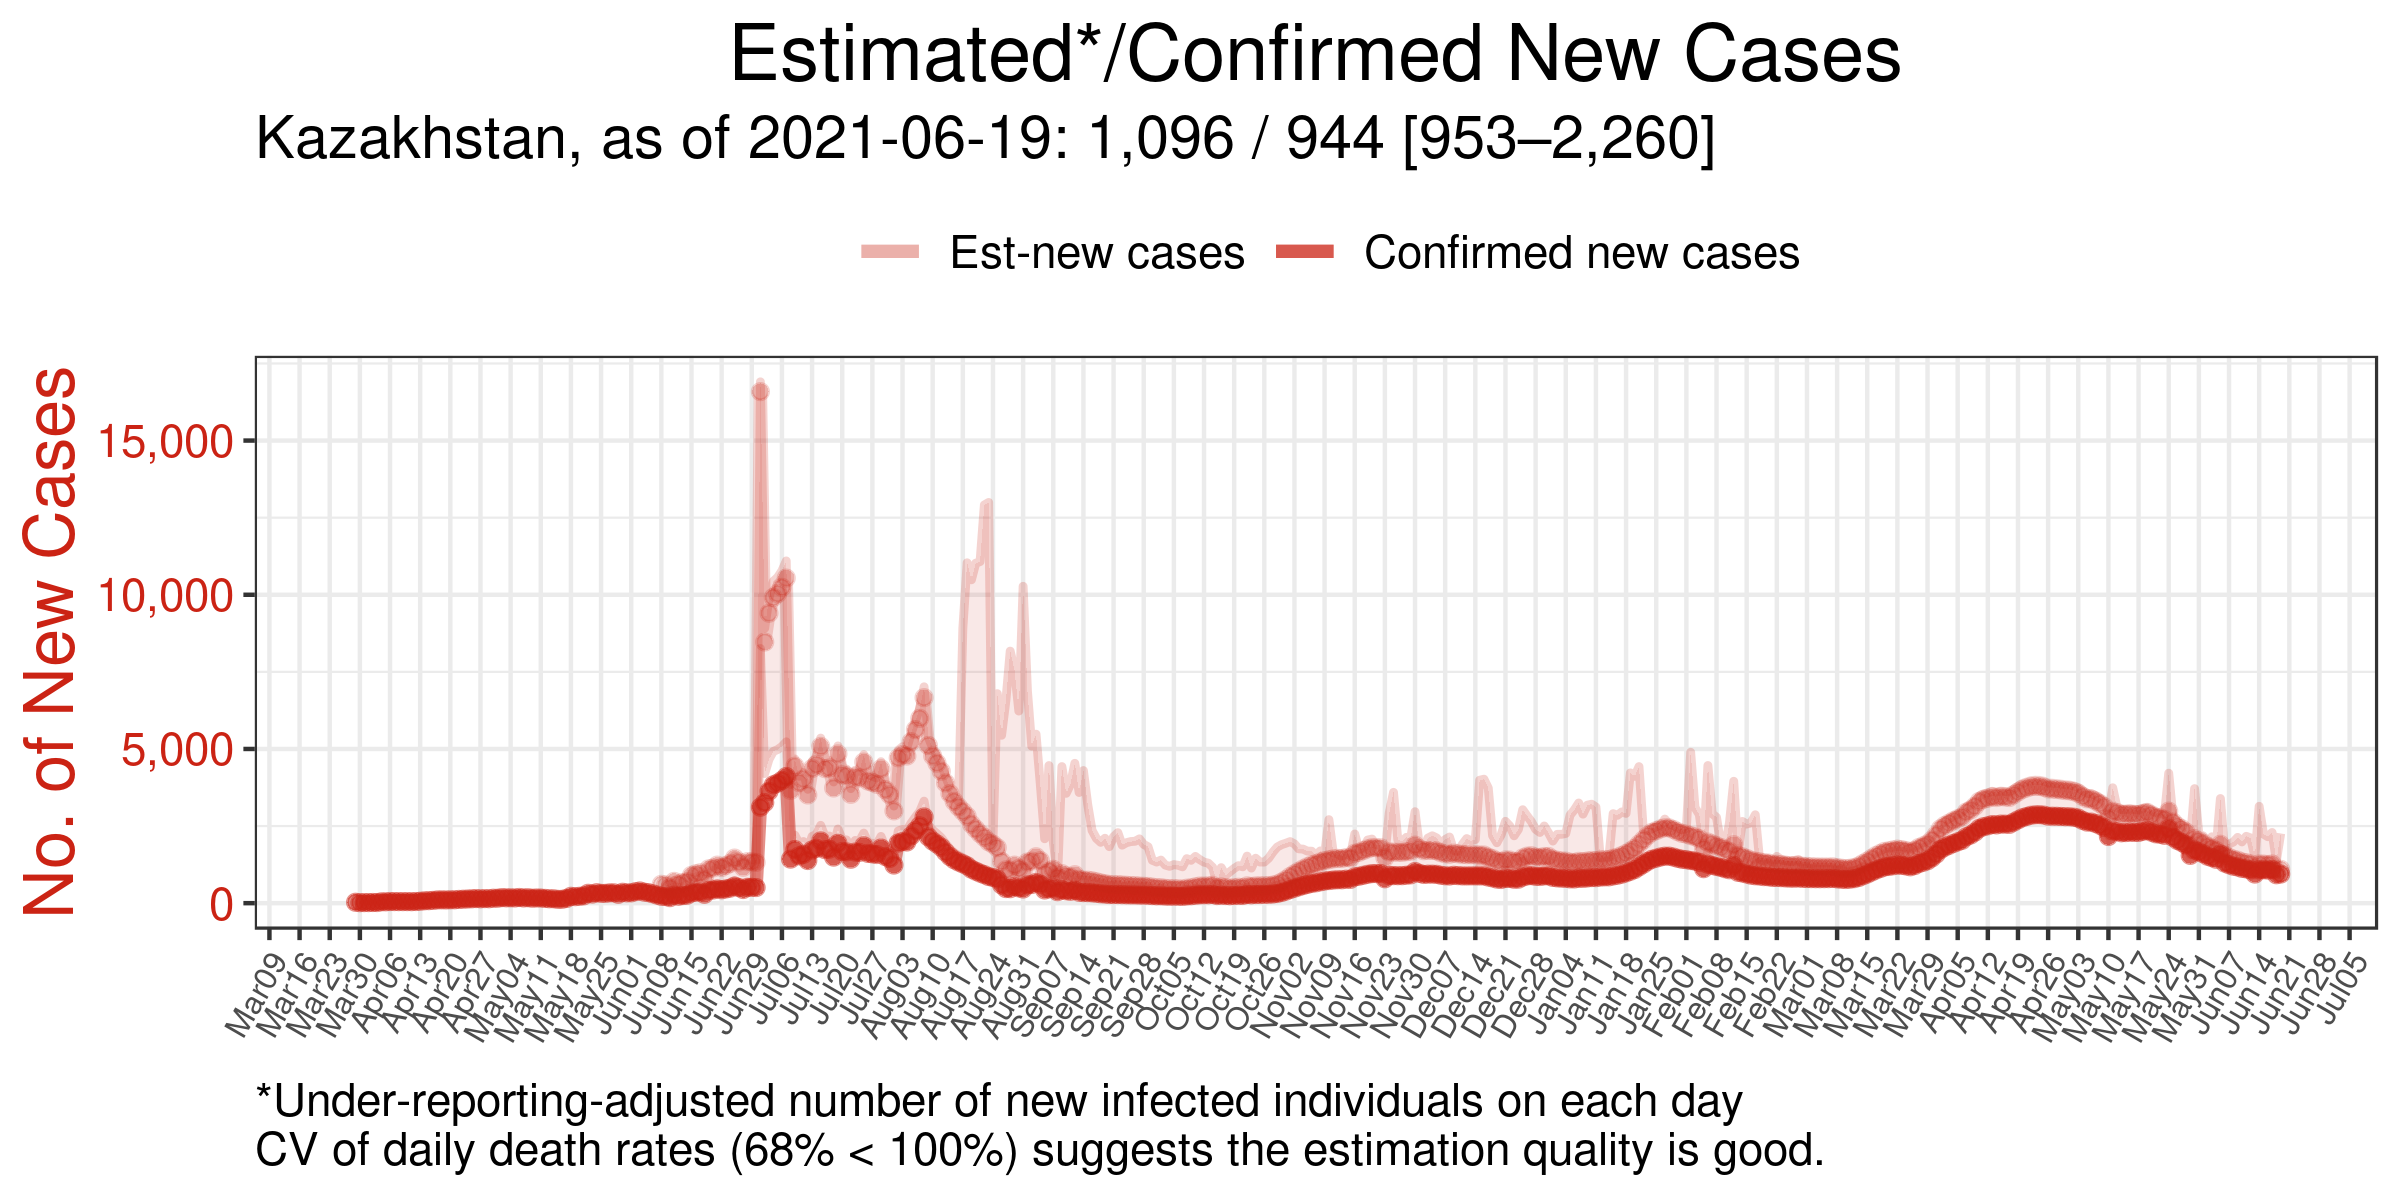 Estimated*/Confirmed New Cases
Kazakhstan, as of 2021-06-19: 1,096 / 944 [953–2,260]
Est-new cases Confirmed new cases
No. of New Cases
15,000
10,000
5,000
0
Mar09 Mar16 Mar23 Mar30 Apr06 Apr13 Apr20 Apr27 May04 May11 May18 May25 Jun01 Jun08 Jun15 Jun22 Jun29 Jul06 Jul13 Jul20 Jul27 Aug03 Aug10 Aug17 Aug24 Aug31 Sep07 Sep14 Sep21 Sep28 Oct05 Oct12 Oct19 Oct26 Nov02 Nov09 Nov16 Nov23 Nov30 Dec07 Dec14 Dec21 Dec28 Jan04 Jan11 Jan18 Jan25 Feb01 Feb08 Feb15 Feb22 Mar01 Mar08 Mar15 Mar22 Mar29 Apr05 Apr12 Apr19 Apr26 May03 May10 May17 May24 May31 Jun07 Jun14 Jun21 Jun28 Jul05
*Under-reporting-adjusted number of new infected individuals on each day
CV of daily death rates (68% < 100%) suggests the estimation quality is good.